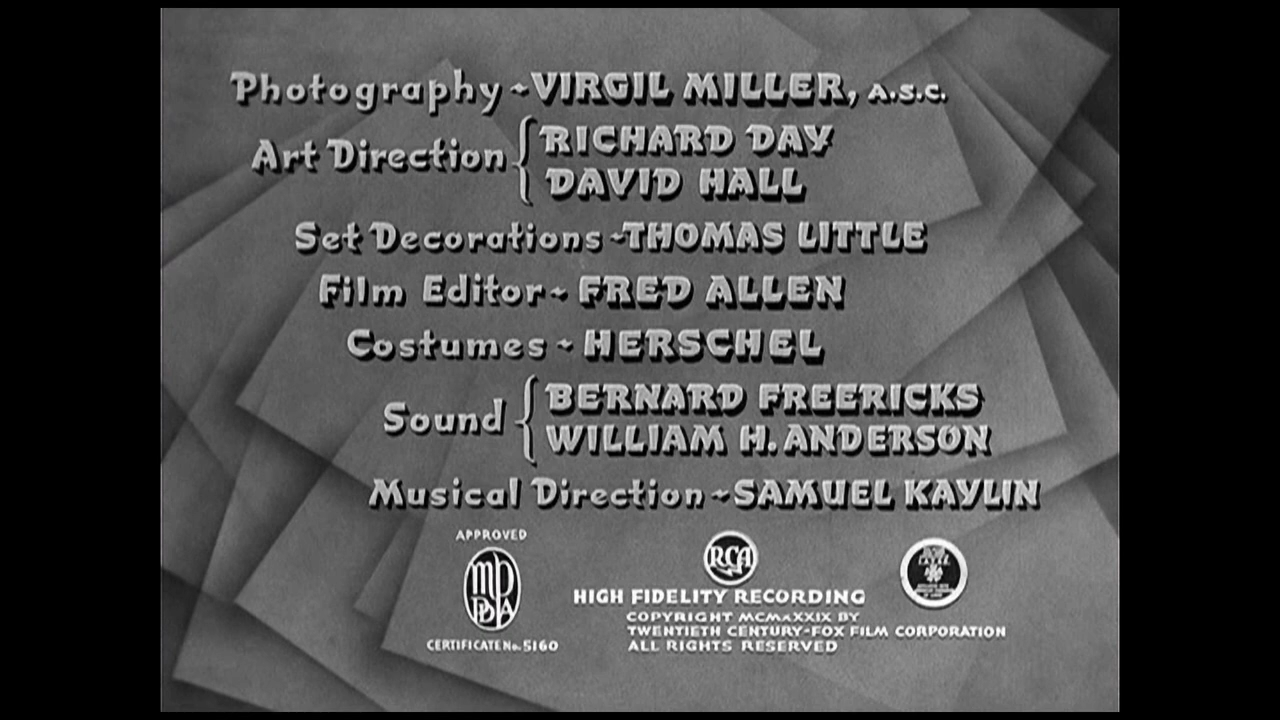 Photography ~ VIRGIL MILLER, A.S.C.
Art Direction { RICHARD DAY
DAVID HALL
Set Decorations ~ THOMAS LITTLE
Film Editor ~ FRED ALLEN
Costumes ~ HERSCHEL
Sound { BERNARD FREERICKS
WILLIAM H. ANDERSON
Musical Direction ~ SAMUEL KAYLIN
APPROVED
MPPDA
CERTIFICATE No. 5160
RCA
HIGH FIDELITY RECORDING
COPYRIGHT MCMXXXIX BY
TWENTIETH CENTURY-FOX FILM CORPORATION
ALL RIGHTS RESERVED